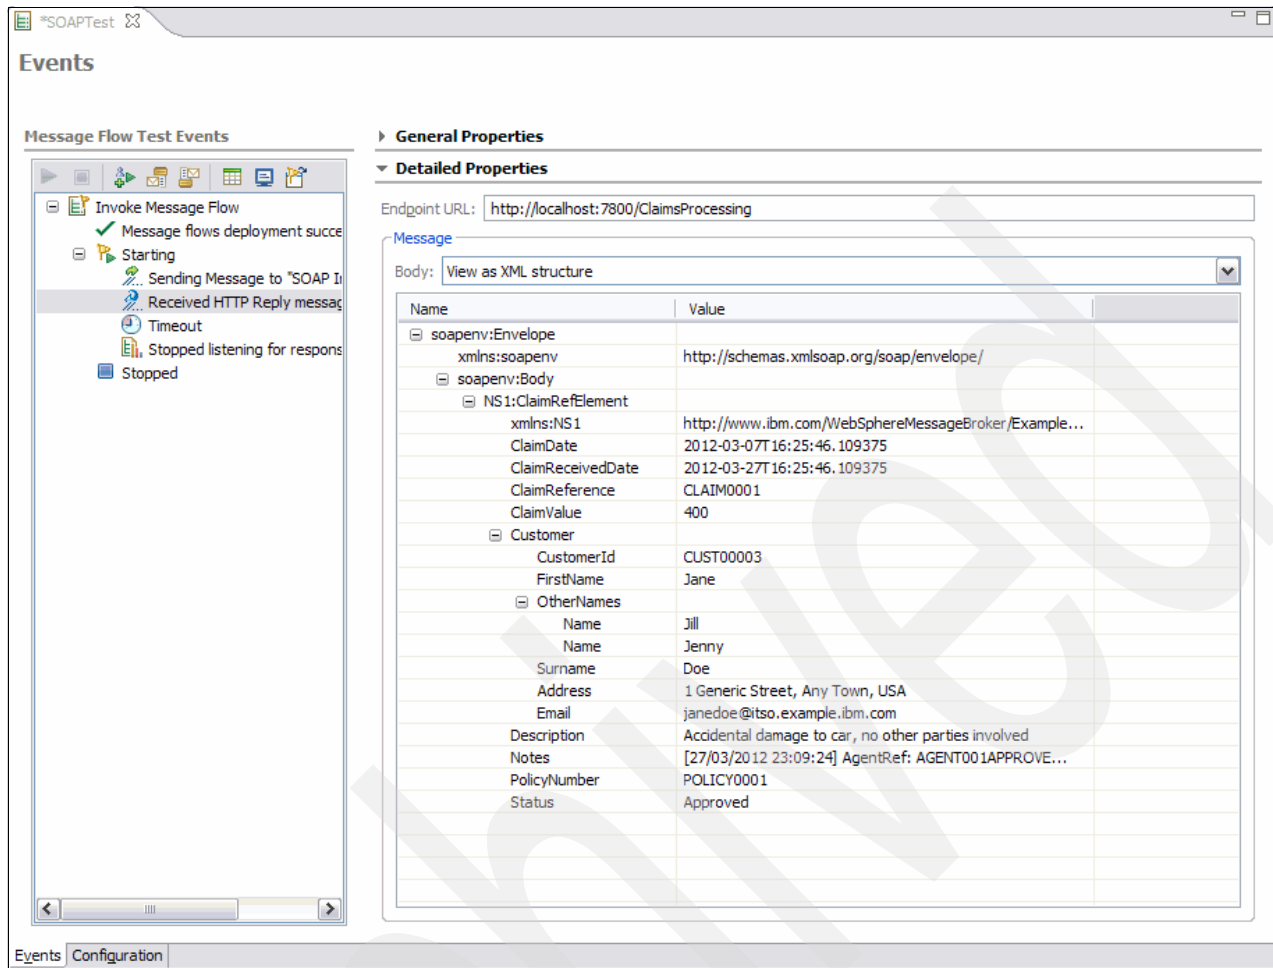 *SOAPTest
Events
Message Flow Test Events
Invoke Message Flow
Message flows deployment succe
Starting
Sending Message to "SOAP I
Received HTTP Reply messag
Timeout
Stopped listening for respons
Stopped
General Properties
Detailed Properties
Endpoint URL: http://localhost:7800/ClaimsProcessing
Message
Body: View as XML structure
Name Value
soapenv:Envelope
xmlns:soapenv http://schemas.xmlsoap.org/soap/envelope/
soapenv:Body
NS1:ClaimRefElement
xmlns:NS1 http://www.ibm.com/WebSphereMessageBroker/Example...
ClaimDate 2012-03-07T16:25:46.109375
ClaimReceivedDate 2012-03-27T16:25:46.109375
ClaimReference CLAIM0001
ClaimValue 400
Customer
CustomerId CUST00003
FirstName Jane
OtherNames
Name Jill
Name Jenny
Surname Doe
Address 1 Generic Street, Any Town, USA
Email janedoe@itso.example.ibm.com
Description Accidental damage to car, no other parties involved
Notes [27/03/2012 23:09:24] AgentRef: AGENT001APPROVE...
PolicyNumber POLICY0001
Status Approved
Events Configuration